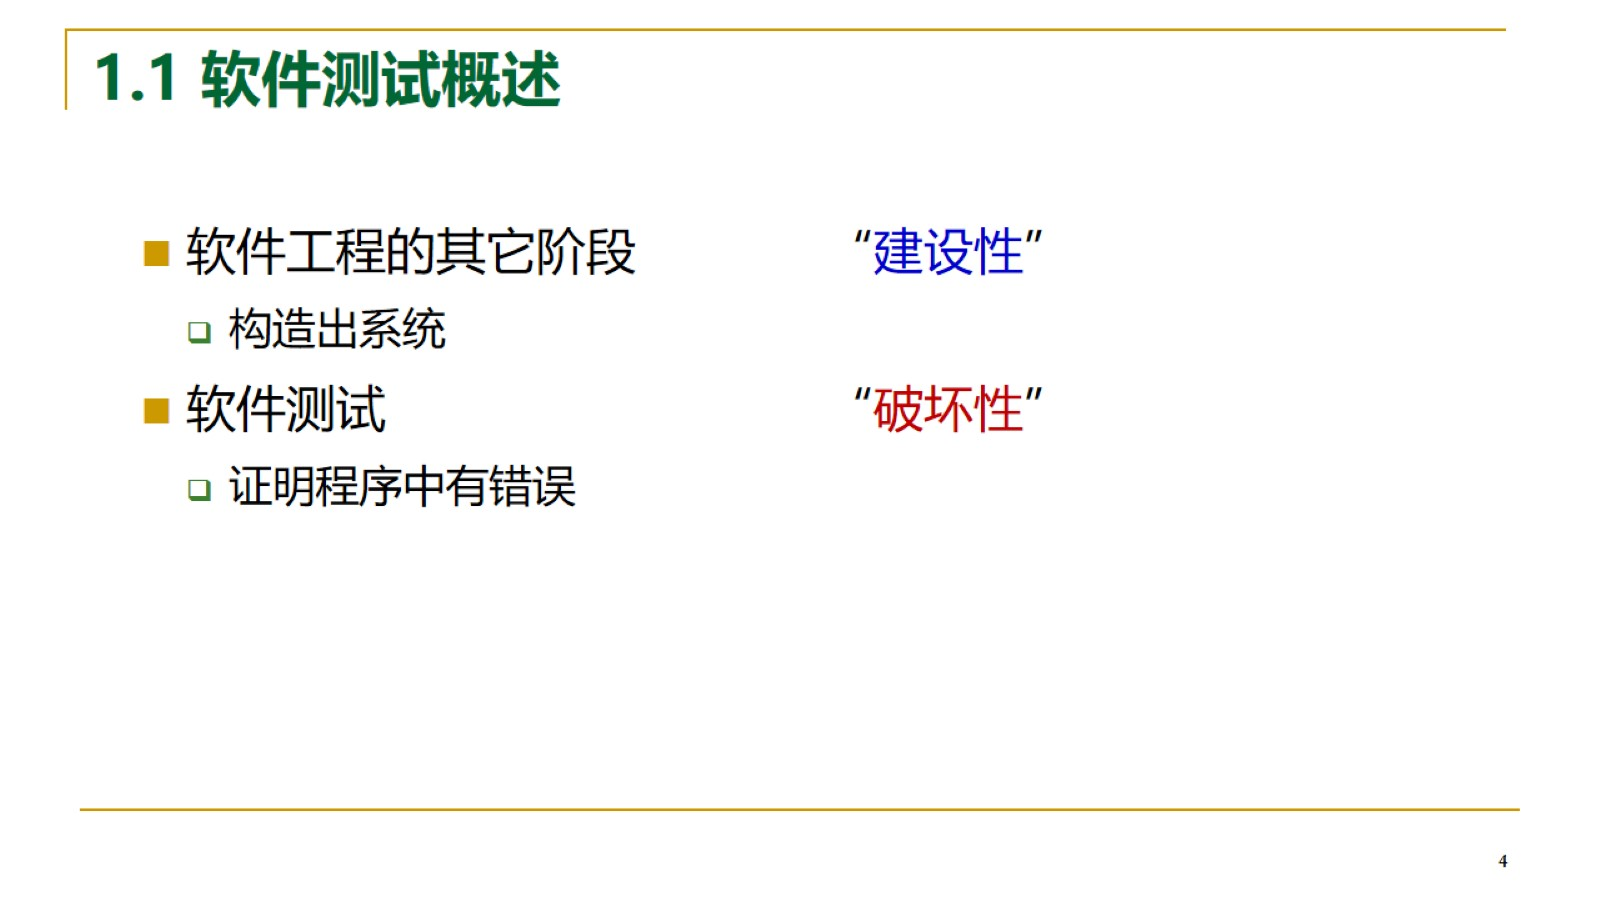 1.1 软件测试概述
软件工程的其它阶段 “建设性”
构造出系统
软件测试 “破坏性”
证明程序中有错误
4